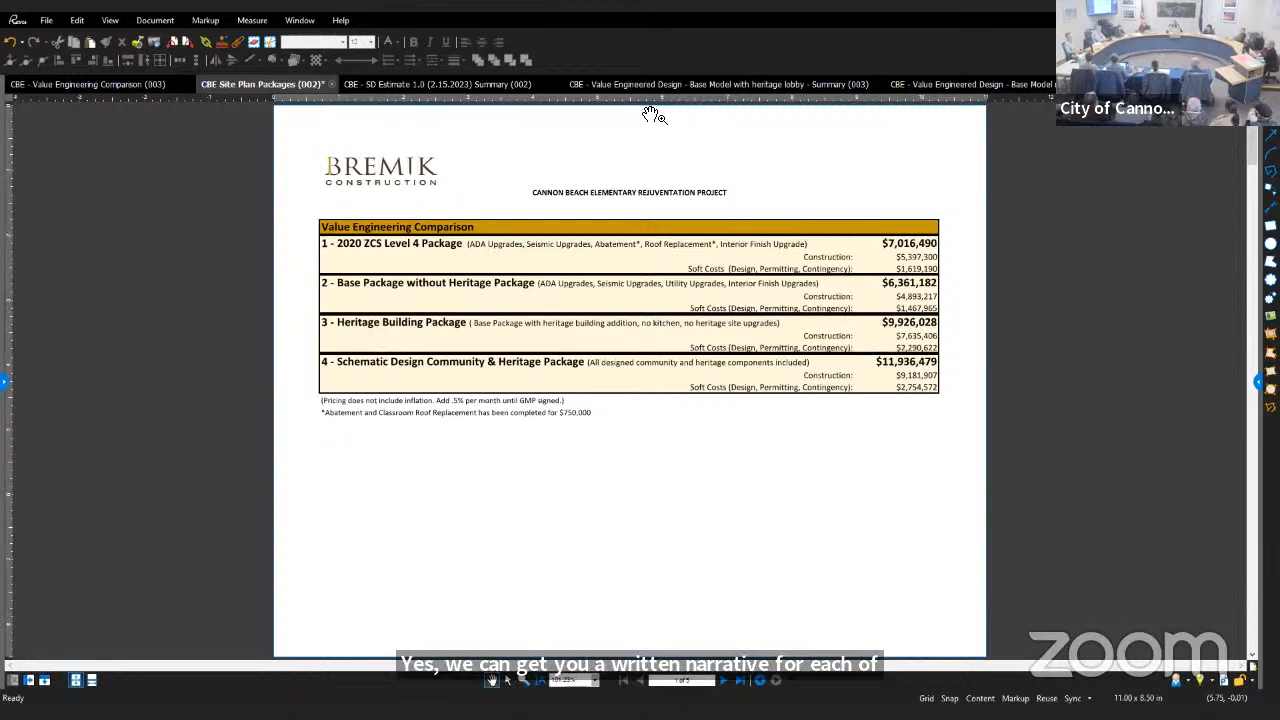 Revu File Edit View Document Markup Measure Window Help
12 B I U
CBE - Value Engineering Comparison (003) CBE Site Plan Packages (002)* CBE - SD Estimate 1.0 (2.15.2023) Summary (002) CBE - Value Engineered Design - Base Model with heritage lobby - Summary (003) CBE - Value Engineered Design - Base Model
City of Canno...
BREMIK
CONSTRUCTION
CANNON BEACH ELEMENTARY REJUVENTATION PROJECT
Value Engineering Comparison
1 - 2020 ZCS Level 4 Package (ADA Upgrades, Seismic Upgrades, Abatement*, Roof Replacement*, Interior Finish Upgrade) $7,016,490
Construction: $5,397,300
Soft Costs (Design, Permitting, Contingency): $1,619,190
2 - Base Package without Heritage Package (ADA Upgrades, Seismic Upgrades, Utility Upgrades, Interior Finish Upgrades) $6,361,182
Construction: $4,893,217
Soft Costs (Design, Permitting, Contingency): $1,467,965
3 - Heritage Building Package ( Base Package with heritage building addition, no kitchen, no heritage site upgrades) $9,926,028
Construction: $7,635,406
Soft Costs (Design, Permitting, Contingency): $2,290,622
4 - Schematic Design Community & Heritage Package (All designed community and heritage components included) $11,936,479
Construction: $9,181,907
Soft Costs (Design, Permitting, Contingency): $2,754,572
(Pricing does not include inflation. Add .5% per month until GMP signed.)
*Abatement and Classroom Roof Replacement has been completed for $750,000
zoom
Yes, we can get you a written narrative for each of
1 of 5
Ready Grid Snap Content Markup Reuse Sync 11.00 x 8.50 in (5.75, -0.01)